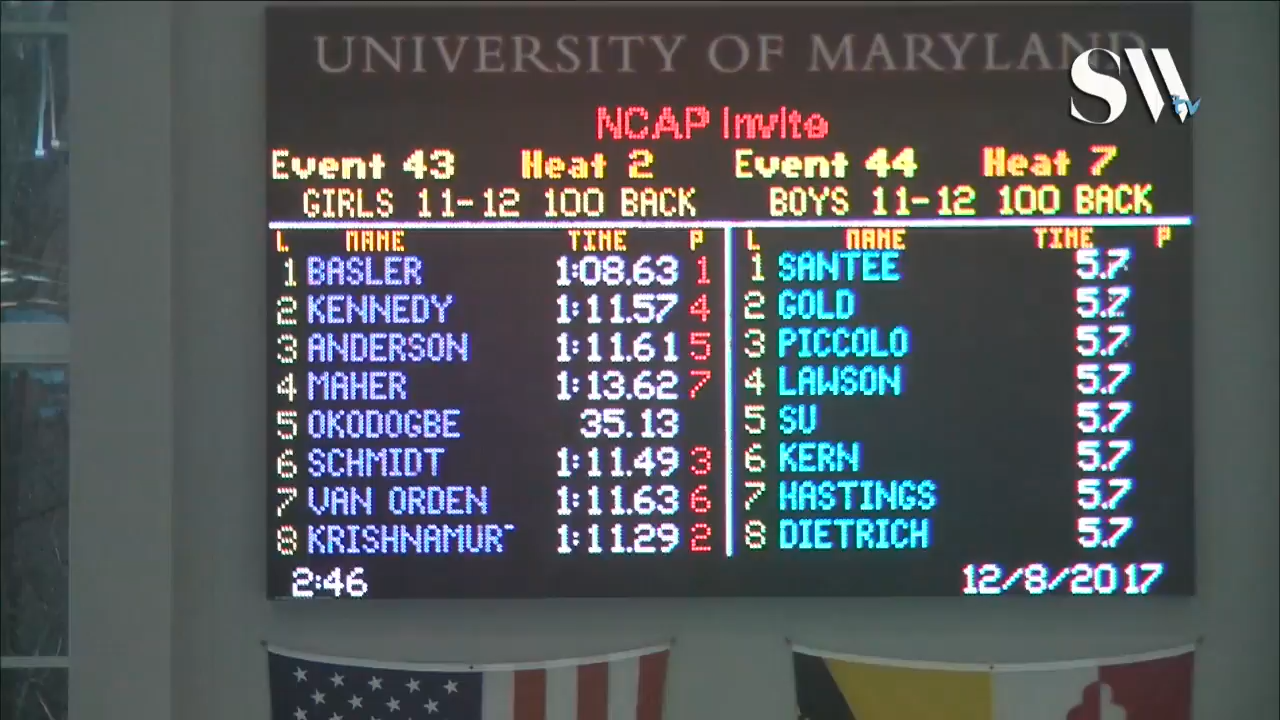 UNIVERSITY OF MARYLAND
SW
tv
NCAP Invite
Event 43 Heat 2 Event 44 Heat 7
GIRLS 11-12 100 BACK BOYS 11-12 100 BACK
L NAME TIME P L NAME TIME P
1 BASLER 1:08.63 1 1 SANTEE 5.7
2 KENNEDY 1:11.57 4 2 GOLD 5.7
3 ANDERSON 1:11.61 5 3 PICCOLO 5.7
4 MAHER 1:13.62 7 4 LAWSON 5.7
5 OKODOGBE 35.13 5 SU 5.7
6 SCHMIDT 1:11.49 3 6 KERN 5.7
7 VAN ORDEN 1:11.63 6 7 HASTINGS 5.7
8 KRISHNAMUR 1:11.29 2 8 DIETRICH 5.7
2:46 12/8/2017